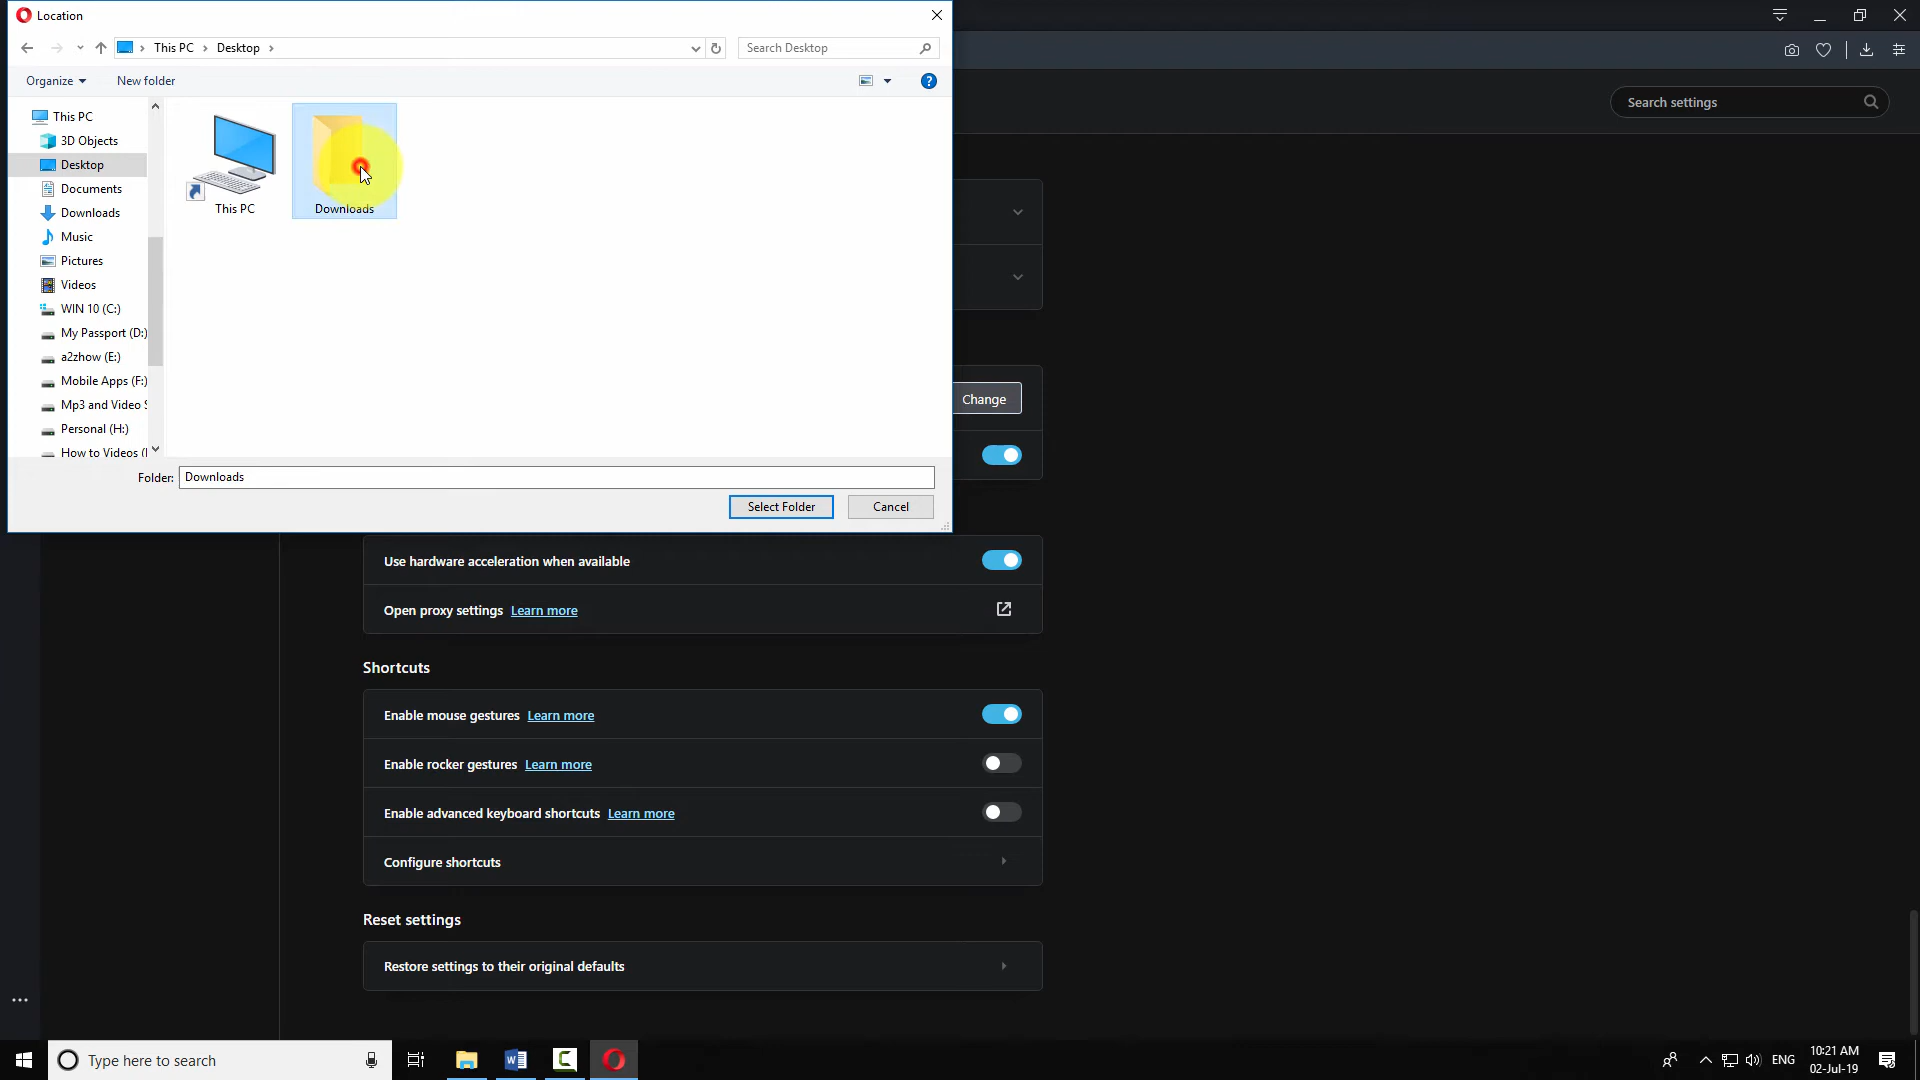 Location
This PC
Desktop
Search Desktop
Organize
New folder
This PC
3D Objects
Desktop
Documents
Downloads
Music
Pictures
Videos
WIN 10 (C:)
My Passport (D:)
a2zhow (E:)
Mobile Apps (F:)
Mp3 and Video S
Personal (H:)
How to Videos (I
This PC
Downloads
Folder: Downloads
Select Folder
Cancel
Search settings
Change
Use hardware acceleration when available
Open proxy settings Learn more
Shortcuts
Enable mouse gestures Learn more
Enable rocker gestures Learn more
Enable advanced keyboard shortcuts Learn more
Configure shortcuts
Reset settings
Restore settings to their original defaults
Type here to search
ENG
10:21 AM
02-Jul-19